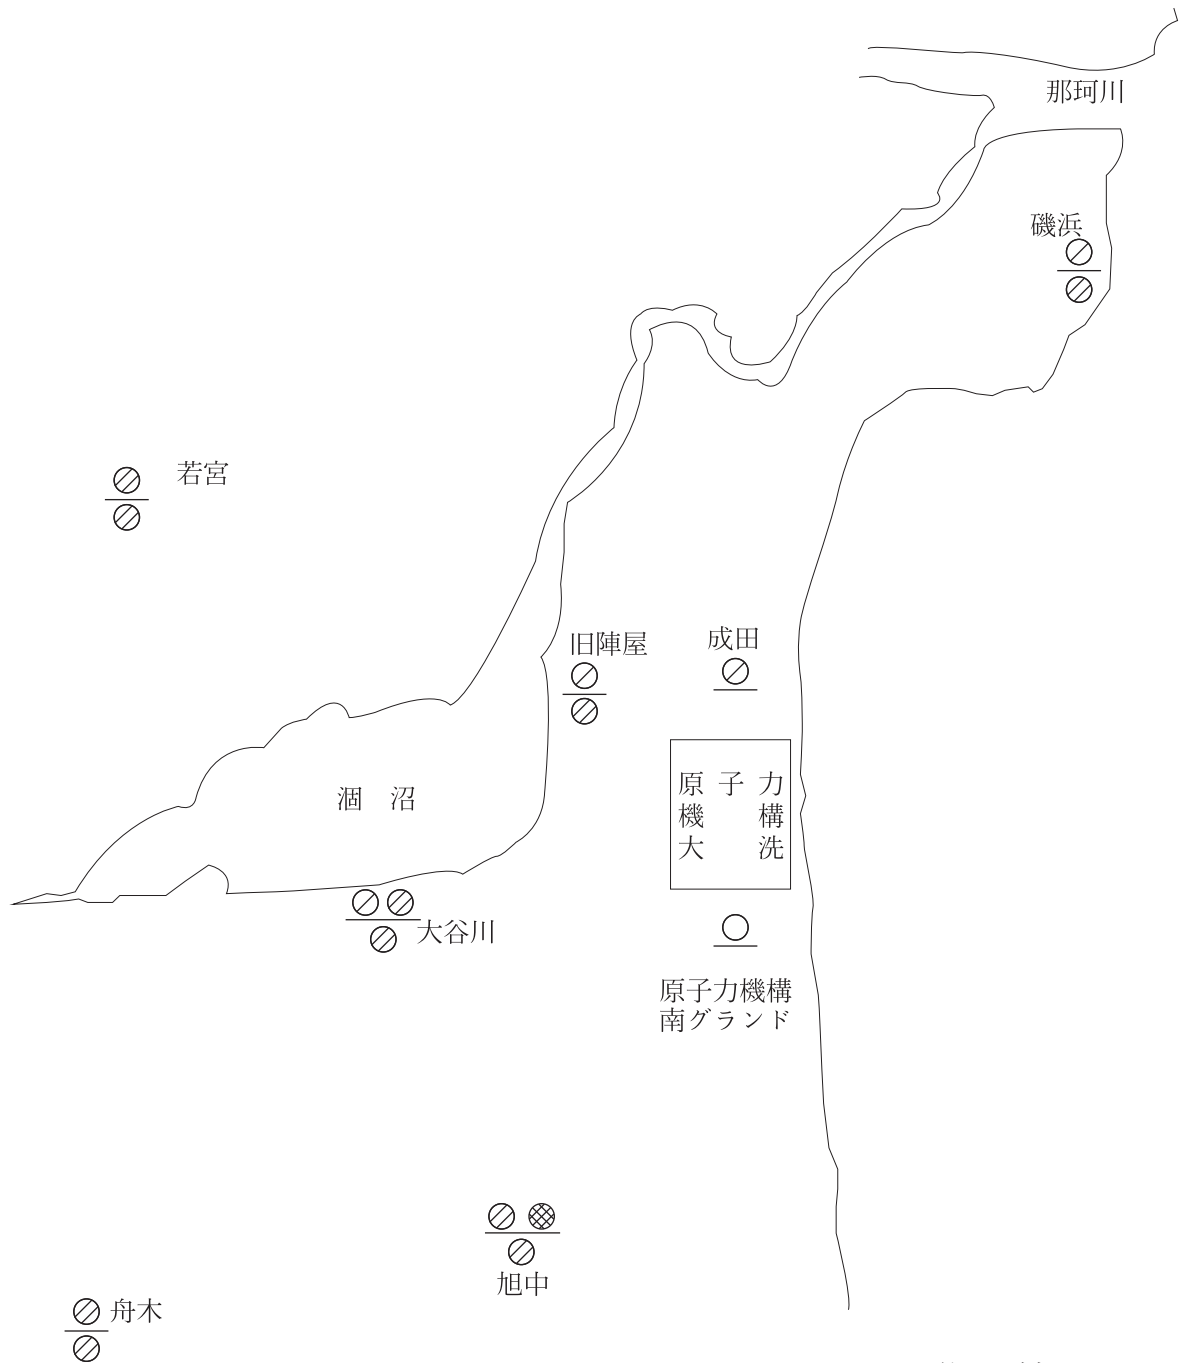 那珂川
磯浜
若宮
旧陣屋
成田
原子力
機構
大洗
涸沼
大谷川
原子力機構
南グランド
旭中
舟木